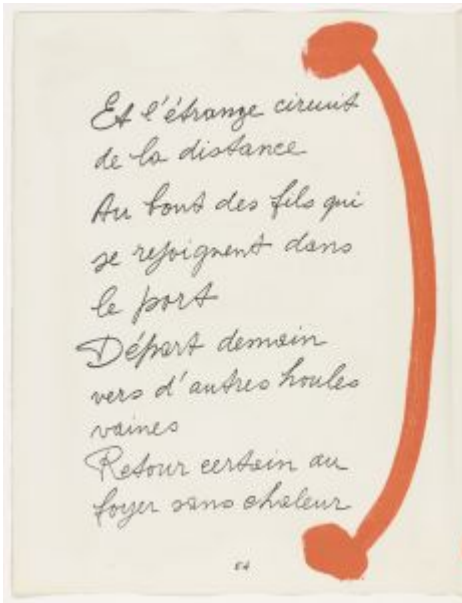 Et l'étrange circuit
de la distance
Au bout des fils qui
se rejoignent dans
le port
Départ demain
vers d'autres houles
vaines
Retour certain au
foyer sans chaleur
54